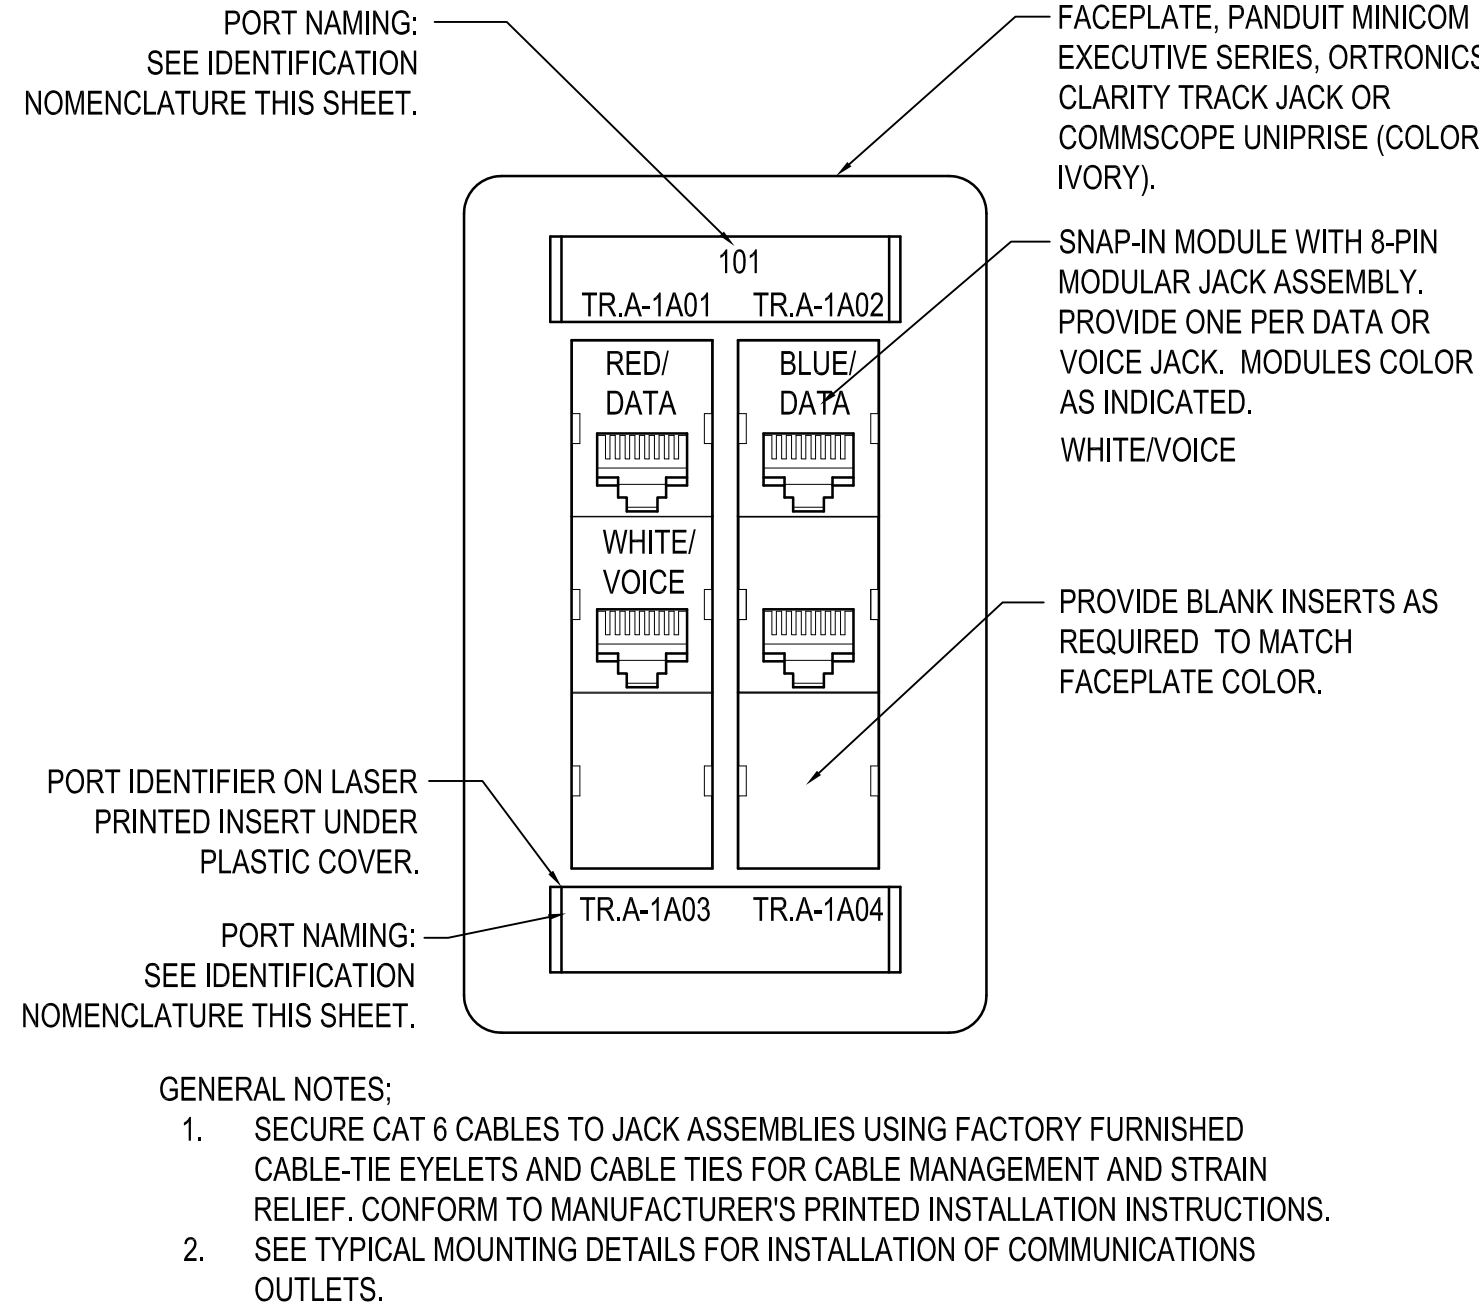 PORT NAMING:
SEE IDENTIFICATION
NOMENCLATURE THIS SHEET.
FACEPLATE, PANDUIT MINICOM
EXECUTIVE SERIES, ORTRONICS
CLARITY TRACK JACK OR
COMMSCOPE UNIPRISE (COLOR
IVORY).
101
TR.A-1A01 TR.A-1A02
SNAP-IN MODULE WITH 8-PIN
MODULAR JACK ASSEMBLY.
PROVIDE ONE PER DATA OR
VOICE JACK. MODULES COLOR
AS INDICATED.
WHITE/VOICE
RED/
DATA
BLUE/
DATA
WHITE/
VOICE
PROVIDE BLANK INSERTS AS
REQUIRED TO MATCH
FACEPLATE COLOR.
PORT IDENTIFIER ON LASER
PRINTED INSERT UNDER
PLASTIC COVER.
TR.A-1A03 TR.A-1A04
PORT NAMING:
SEE IDENTIFICATION
NOMENCLATURE THIS SHEET.
GENERAL NOTES;
1. SECURE CAT 6 CABLES TO JACK ASSEMBLIES USING FACTORY FURNISHED
CABLE-TIE EYELETS AND CABLE TIES FOR CABLE MANAGEMENT AND STRAIN
RELIEF. CONFORM TO MANUFACTURER'S PRINTED INSTALLATION INSTRUCTIONS.
2. SEE TYPICAL MOUNTING DETAILS FOR INSTALLATION OF COMMUNICATIONS
OUTLETS.